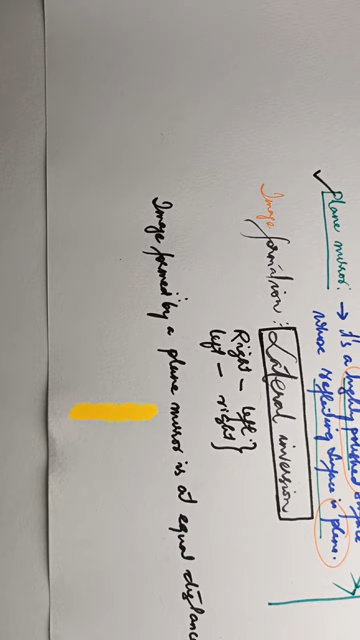 ✓ Plane mirror: → it's a highly polished surface
whose reflecting surface is plane.
Image formation: Lateral inversion
Right - left }
left - right }
Image formed by a plane mirror is at equal distance